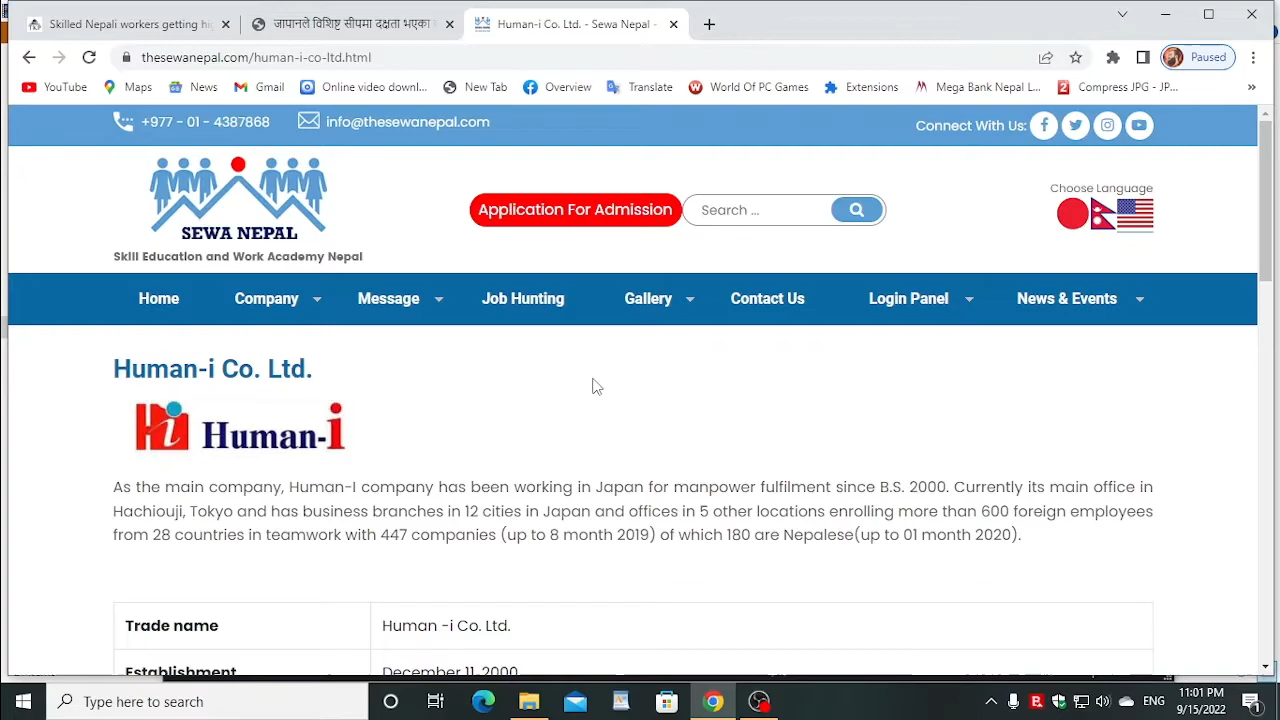 Skilled Nepali workers getting hi
जापानले विशिष्ट सीपमा दक्षता भएका
Human-i Co. Ltd. - Sewa Nepal -
thesewanepal.com/human-i-co-ltd.html
Paused
YouTube
Maps
News
Gmail
Online video downl...
New Tab
Overview
Translate
World Of PC Games
Extensions
Mega Bank Nepal L...
Compress JPG - JP...
+977 - 01 - 4387868
info@thesewanepal.com
Connect With Us:
SEWA NEPAL
Skill Education and Work Academy Nepal
Application For Admission
Search ...
Choose Language
Home
Company
Message
Job Hunting
Gallery
Contact Us
Login Panel
News & Events
Human-i Co. Ltd.
Hi Human-i
As the main company, Human-I company has been working in Japan for manpower fulfilment since B.S. 2000. Currently its main office in
Hachiouji, Tokyo and has business branches in 12 cities in Japan and offices in 5 other locations enrolling more than 600 foreign employees
from 28 countries in teamwork with 447 companies (up to 8 month 2019) of which 180 are Nepalese(up to 01 month 2020).
Trade name
Human -i Co. Ltd.
Establishment
December 11, 2000
Type here to search
ENG
11:01 PM
9/15/2022